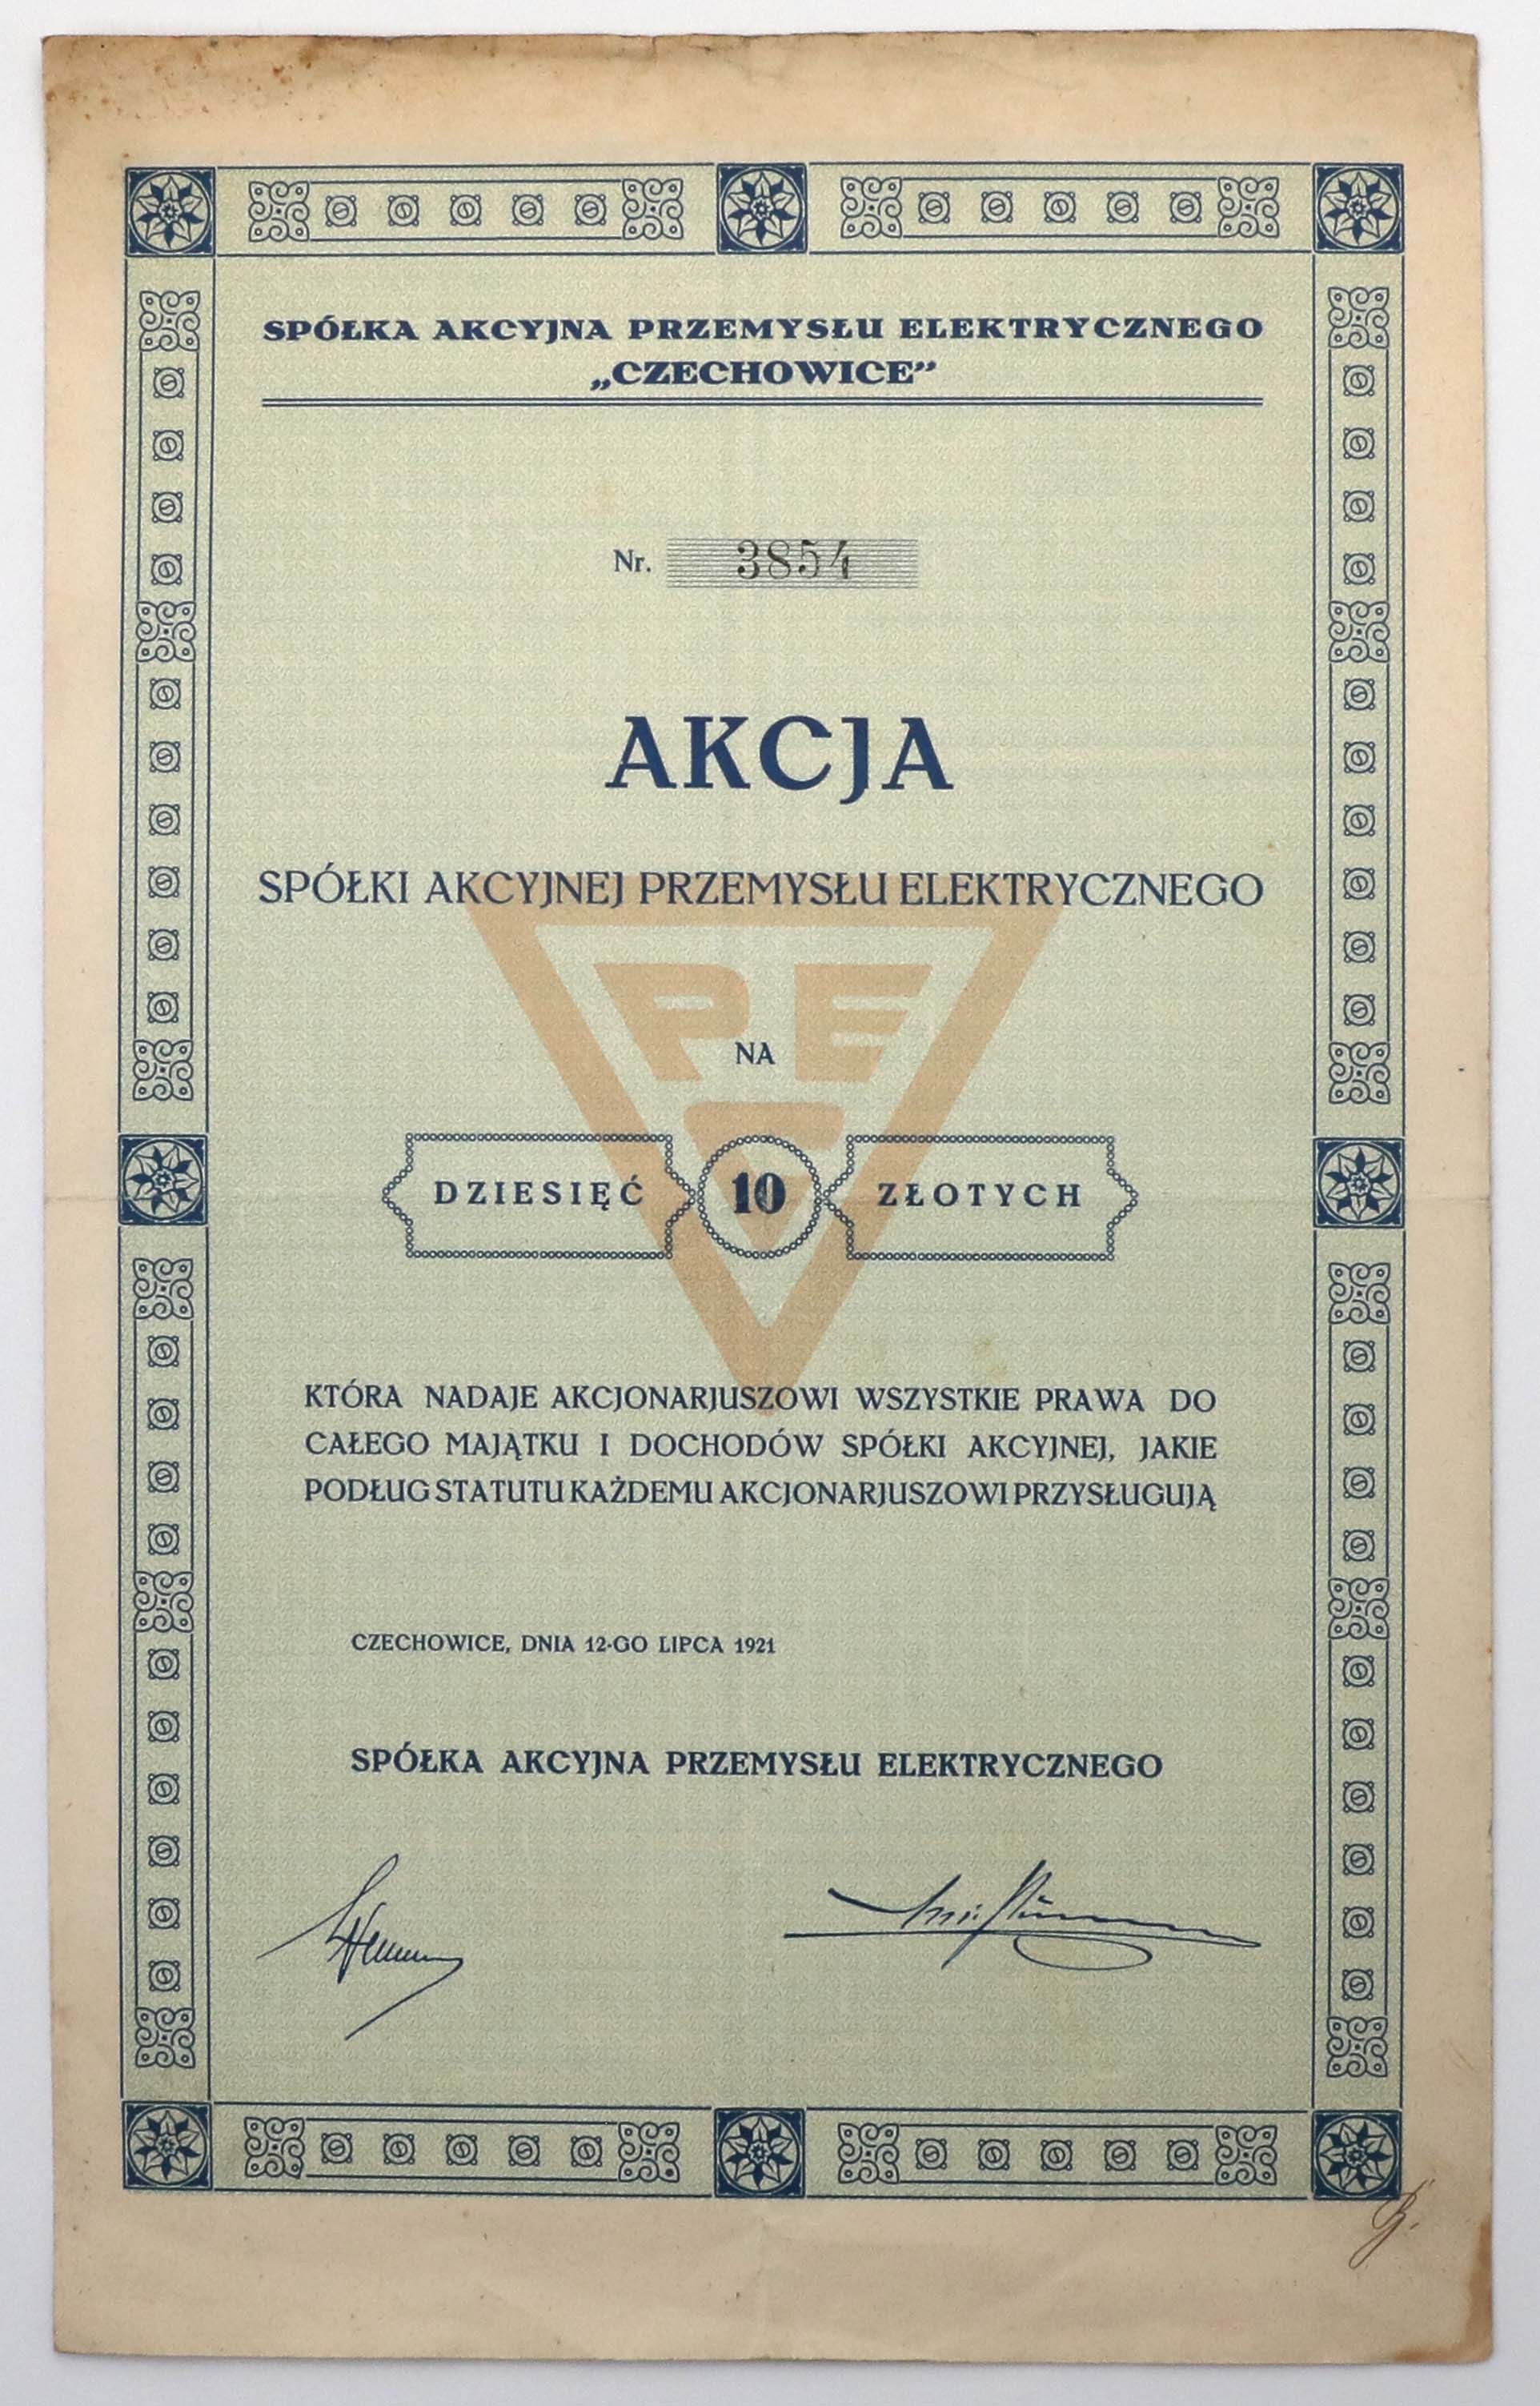 SPÓŁKA AKCYJNA PRZEMYSŁU ELEKTRYCZNEGO
„CZECHOWICE”
Nr. 3854
AKCJA
SPÓŁKI AKCYJNEJ PRZEMYSŁU ELEKTRYCZNEGO
PE
NA
C
DZIESIĘĆ 10 ZŁOTYCH
KTÓRA NADAJE AKCJONARJUSZOWI WSZYSTKIE PRAWA DO
CAŁEGO MAJĄTKU I DOCHODÓW SPÓŁKI AKCYJNEJ, JAKIE
PODŁUG STATUTU KAŻDEMU AKCJONARJUSZOWI PRZYSŁUGUJĄ
CZECHOWICE, DNIA 12-GO LIPCA 1921
SPÓŁKA AKCYJNA PRZEMYSŁU ELEKTRYCZNEGO